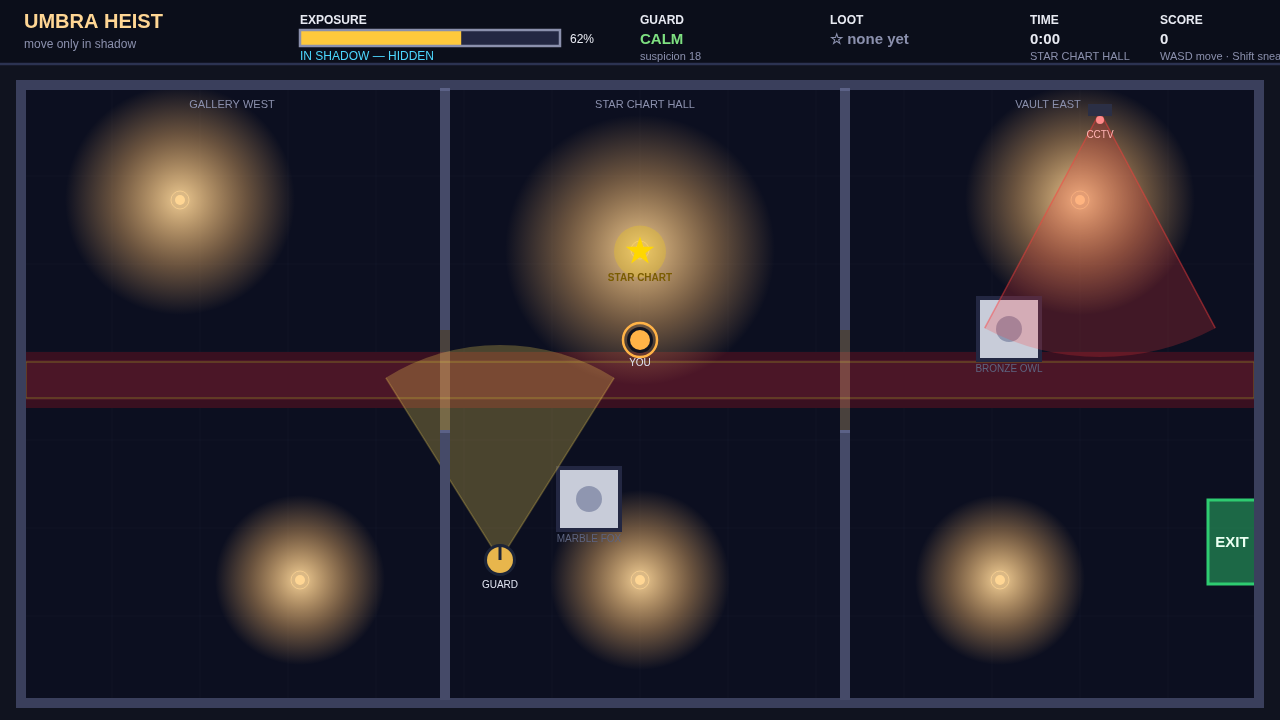 UMBRA HEIST
move only in shadow
EXPOSURE
62%
IN SHADOW — HIDDEN
GUARD
CALM
suspicion 18
LOOT
☆ none yet
TIME
0:00
STAR CHART HALL
SCORE
0
WASD move · Shift snea
GALLERY WEST
STAR CHART HALL
VAULT EAST
CCTV
STAR CHART
YOU
BRONZE OWL
MARBLE
GUARD
EXIT